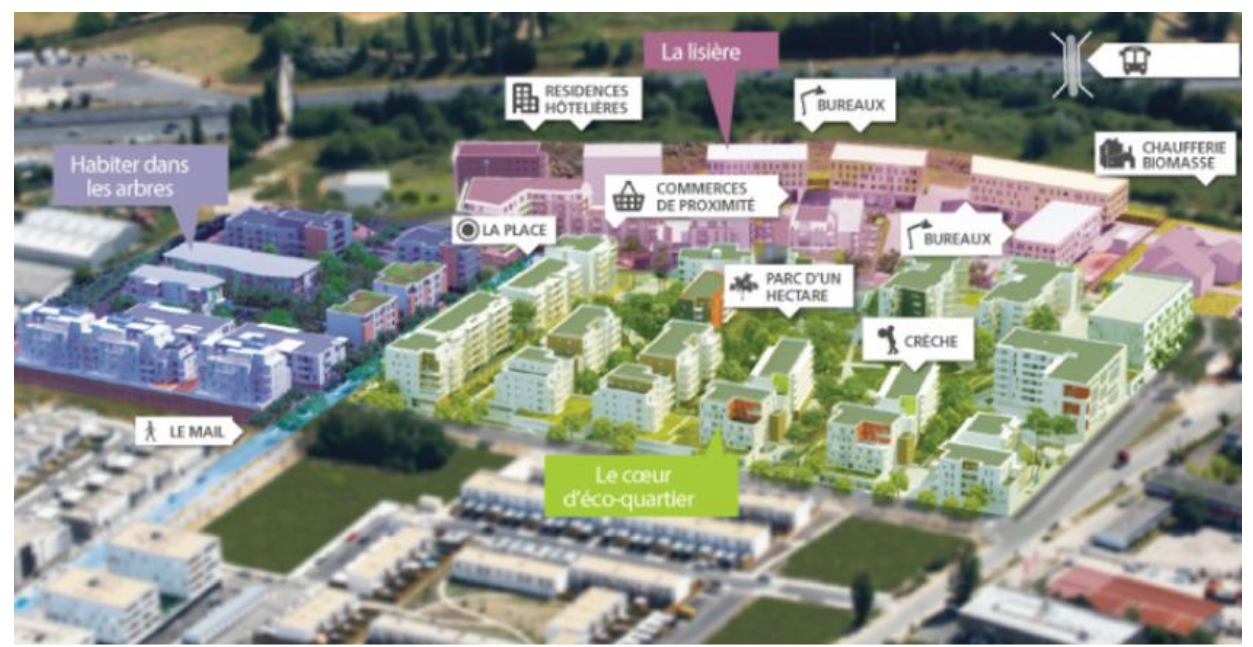 La lisière
RESIDENCES
HÔTELIÈRES
BUREAUX
CHAUFFERIE
BIOMASSE
Habiter dans
les arbres
COMMERCES
DE PROXIMITÉ
LA PLACE
BUREAUX
PARC D'UN
HECTARE
CRÈCHE
LE MAIL
Le cœur
d'éco-quartier